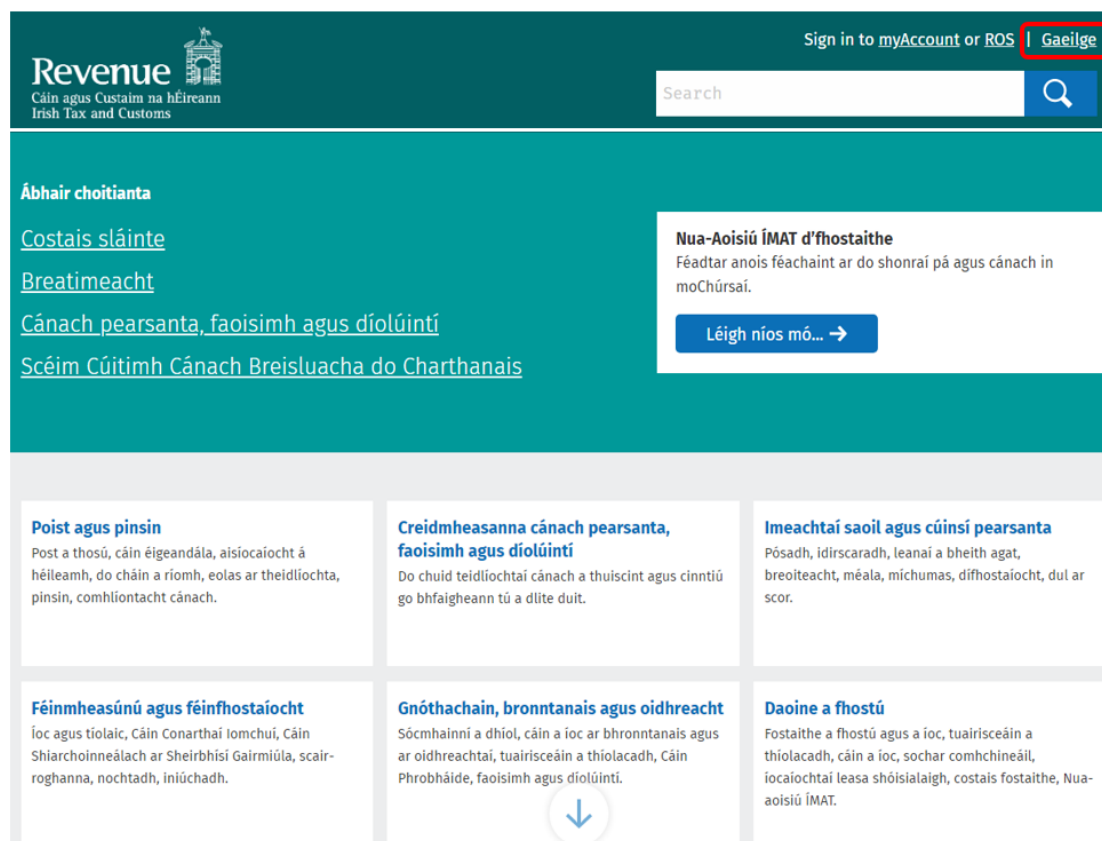 Sign in to myAccount or ROS | Gaeilge
Revenue
Cáin agus Custaim na hÉireann
Irish Tax and Customs
Search
Ábhair choitianta
Costais sláinte
Breatimeacht
Cánach pearsanta, faoisimh agus díolúintí
Scéim Cúitimh Cánach Breisluacha do Charthanais
Nua-Aoisiú ÍMAT d'fhostaithe
Féadtar anois féachaint ar do shonraí pá agus cánach in
moChúrsaí.
Léigh níos mó... →
Poist agus pinsin
Post a thosú, cáin éigeandála, aisíocaíocht á
héileamh, do cháin a ríomh, eolas ar theidlíochta,
pinsin, comhlíontacht cánach.
Creidmheasanna cánach pearsanta,
faoisimh agus díolúintí
Do chuid teidlíochtaí cánach a thuiscint agus cinntiú
go bhfaigheann tú a dlite duit.
Imeachtaí saoil agus cúinsí pearsanta
Pósadh, idirscaradh, leanaí a bheith agat,
breoiteacht, méala, míchumas, dífhostaíocht, dul ar
scor.
Féinmheasúnú agus féinfhostaíocht
Íoc agus tíolaic, Cáin Conarthaí Iomchuí, Cáin
Shiarchoinneálach ar Sheirbhísí Gairmiúla, scair-
roghanna, nochtadh, iniúchadh.
Gnóthachain, bronntanais agus oidhreacht
Sócmhainní a dhíol, cáin a íoc ar bhronntanais agus
ar oidhreachtaí, tuairisceáin a thíolacadh, Cáin
Phrobháide, faoisimh agus díolúintí.
Daoine a fhostú
Fostaithe a fhostú agus a íoc, tuairisceáin a
thíolacadh, cáin a íoc, sochar comhchineáil,
íocaíochtaí leasa shóisialaigh, costais fostaithe, Nua-
aoisiú ÍMAT.